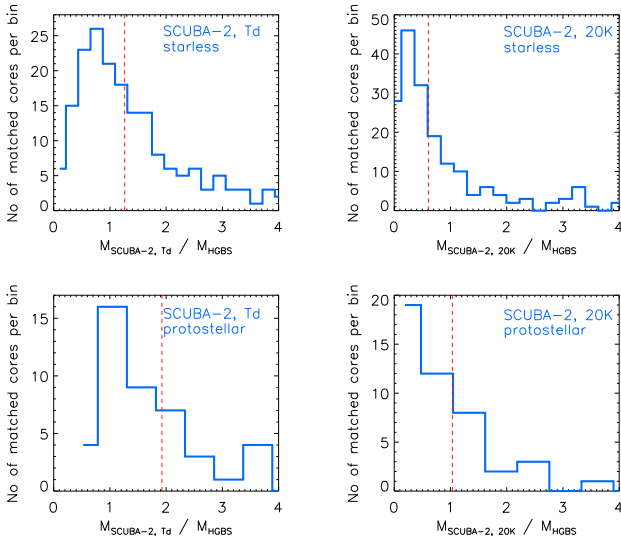 No of matched cores per bin
25
20
15
10
5
0
SCUBA-2, Td
starless
0 1 2 3 4
M_SCUBA-2, Td / M_HGBS
No of matched cores per bin
50
40
30
20
10
0
SCUBA-2, 20K
starless
0 1 2 3 4
M_SCUBA-2, 20K / M_HGBS
No of matched cores per bin
15
10
5
0
SCUBA-2, Td
protostellar
0 1 2 3 4
M_SCUBA-2, Td / M_HGBS
No of matched cores per bin
20
15
10
5
0
SCUBA-2, 20K
protostellar
0 1 2 3 4
M_SCUBA-2, 20K / M_HGBS